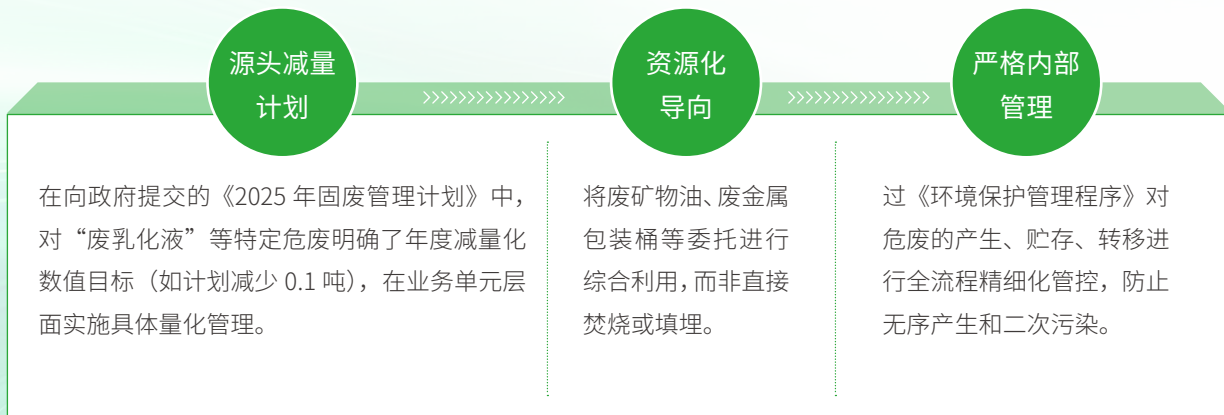 源头减量
计划
资源化
导向
严格内部
管理
在向政府提交的《2025 年固废管理计划》中，
对“废乳化液”等特定危废明确了年度减量化
数值目标（如计划减少 0.1 吨），在业务单元层
面实施具体量化管理。
将废矿物油、废金属
包装桶等委托进行
综合利用，而非直接
焚烧或填埋。
过《环境保护管理程序》对
危废的产生、贮存、转移进
行全流程精细化管控，防止
无序产生和二次污染。